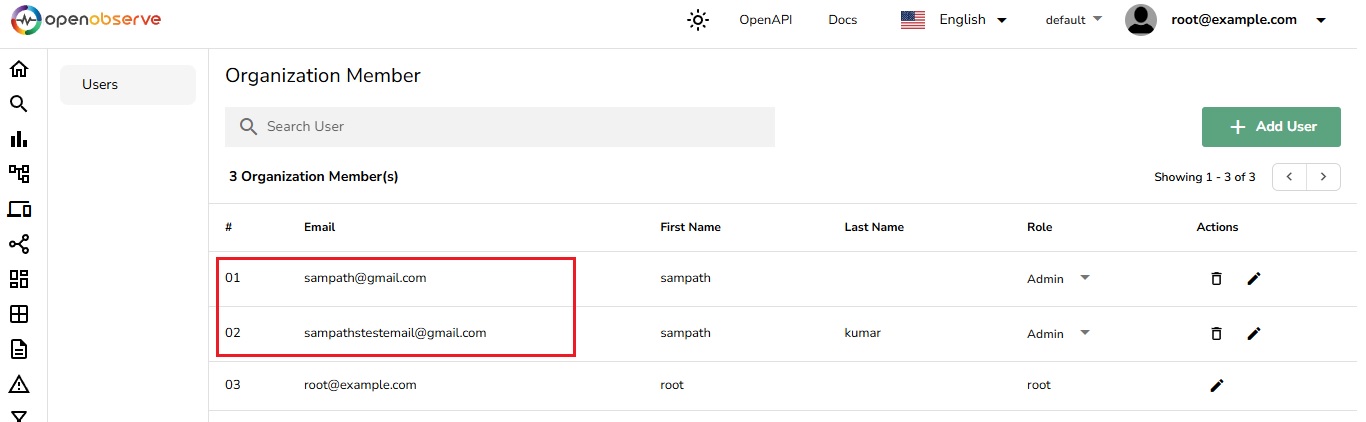 openobserve
OpenAPI
Docs
English
default
root@example.com
Users
Organization Member
Search User
+ Add User
3 Organization Member(s)
Showing 1 - 3 of 3
# Email First Name Last Name Role Actions
01 sampath@gmail.com sampath Admin
02 sampathstestemail@gmail.com sampath kumar Admin
03 root@example.com root root